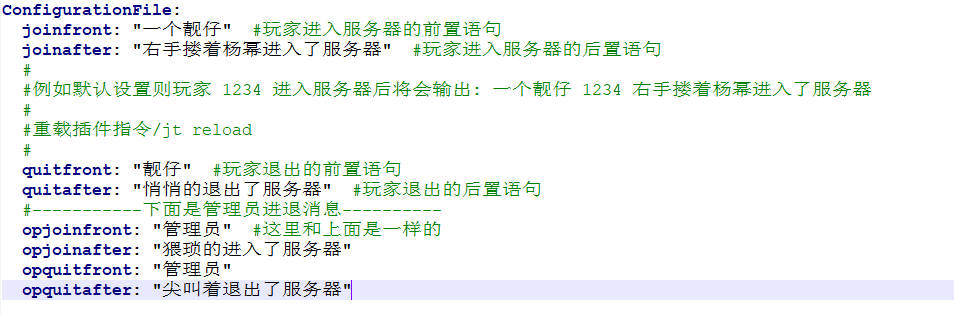 ConfigurationFile:
joinfront: "一个靓仔"  #玩家进入服务器的前置语句
joinafter: "右手搂着杨幂进入了服务器"  #玩家进入服务器的后置语句
#
#例如默认设置则玩家 1234 进入服务器后将会输出: 一个靓仔 1234 右手搂着杨幂进入了服务器
#
#重载插件指令/jt reload
#
quitfront: "靓仔"  #玩家退出的前置语句
quitafter: "悄悄的退出了服务器"  #玩家退出的后置语句
#-----------下面是管理员进退消息----------
opjoinfront: "管理员"  #这里和上面是一样的
opjoinafter: "猥琐的进入了服务器"
opquitfront: "管理员"
opquitafter: "尖叫着退出了服务器"